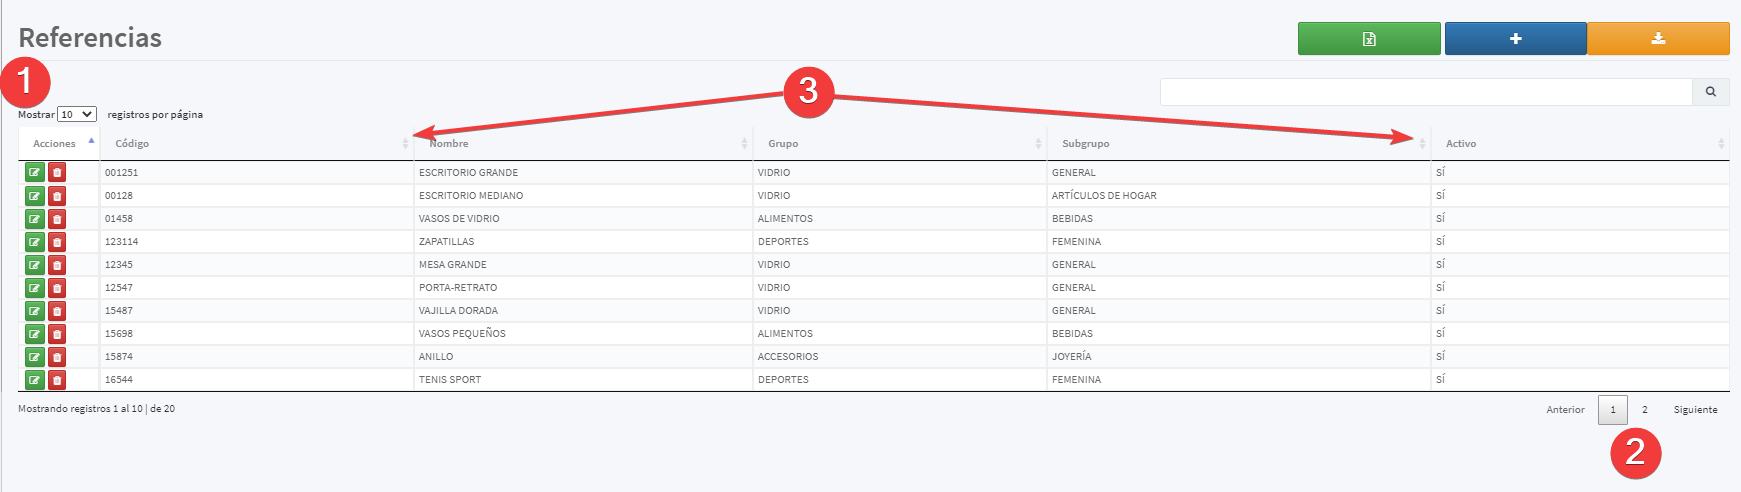 Referencias
1
3
Mostrar 10 registros por página
Acciones Código Nombre Grupo Subgrupo Activo
001251 ESCRITORIO GRANDE VIDRIO GENERAL SÍ
00128 ESCRITORIO MEDIANO VIDRIO ARTÍCULOS DE HOGAR SÍ
01458 VASOS DE VIDRIO ALIMENTOS BEBIDAS SÍ
123114 ZAPATILLAS DEPORTES FEMENINA SÍ
12345 MESA GRANDE VIDRIO GENERAL SÍ
12547 PORTA-RETRATO VIDRIO GENERAL SÍ
15487 VAJILLA DORADA VIDRIO GENERAL SÍ
15698 VASOS PEQUEÑOS ALIMENTOS BEBIDAS SÍ
15874 ANILLO ACCESORIOS JOYERÍA SÍ
16544 TENIS SPORT DEPORTES FEMENINA SÍ
Mostrando registros 1 al 10 | de 20 Anterior 1 2 Siguiente
2